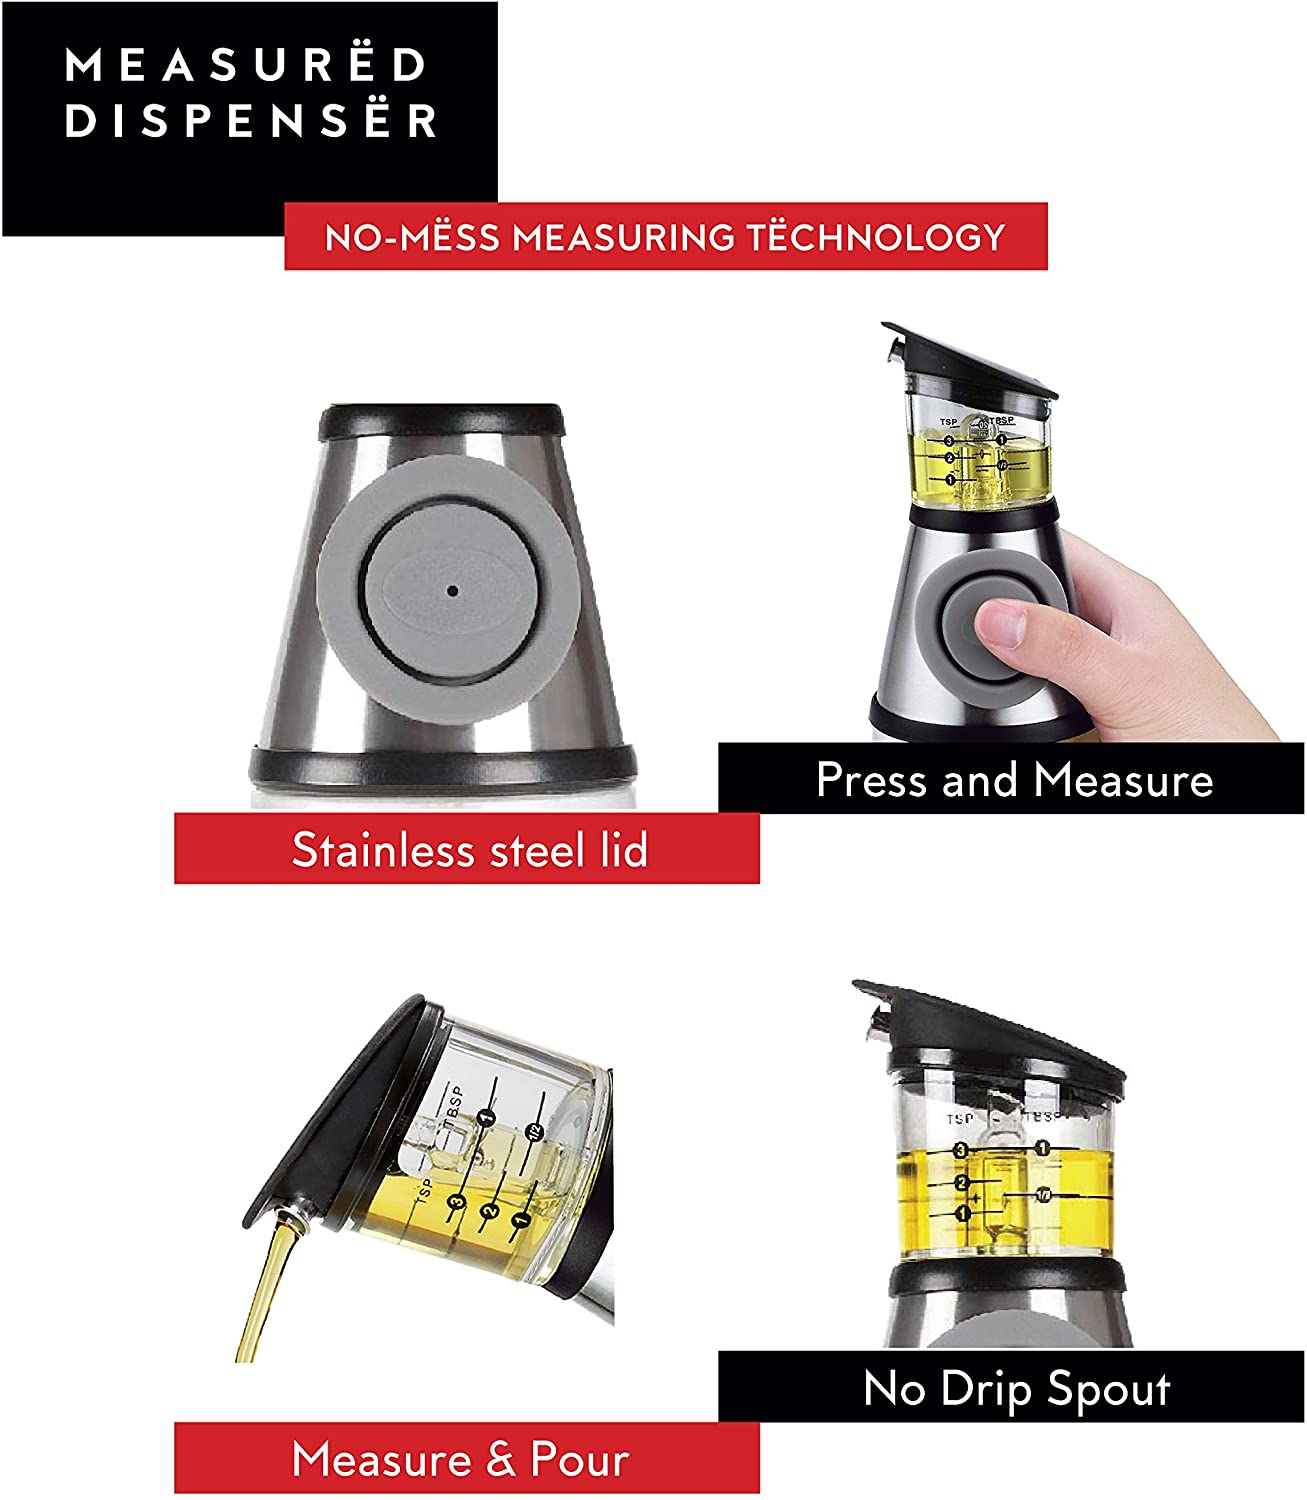 MEASURËD
DISPENSËR
NO-MËSS MEASURING TËCHNOLOGY
TSP TBSP
3 1
2 1/2
1
Press and Measure
Stainless steel lid
TSP TBSP
3 1
2 1/2
1
TSP TBSP
3 1
2
1/2
1
No Drip Spout
Measure & Pour